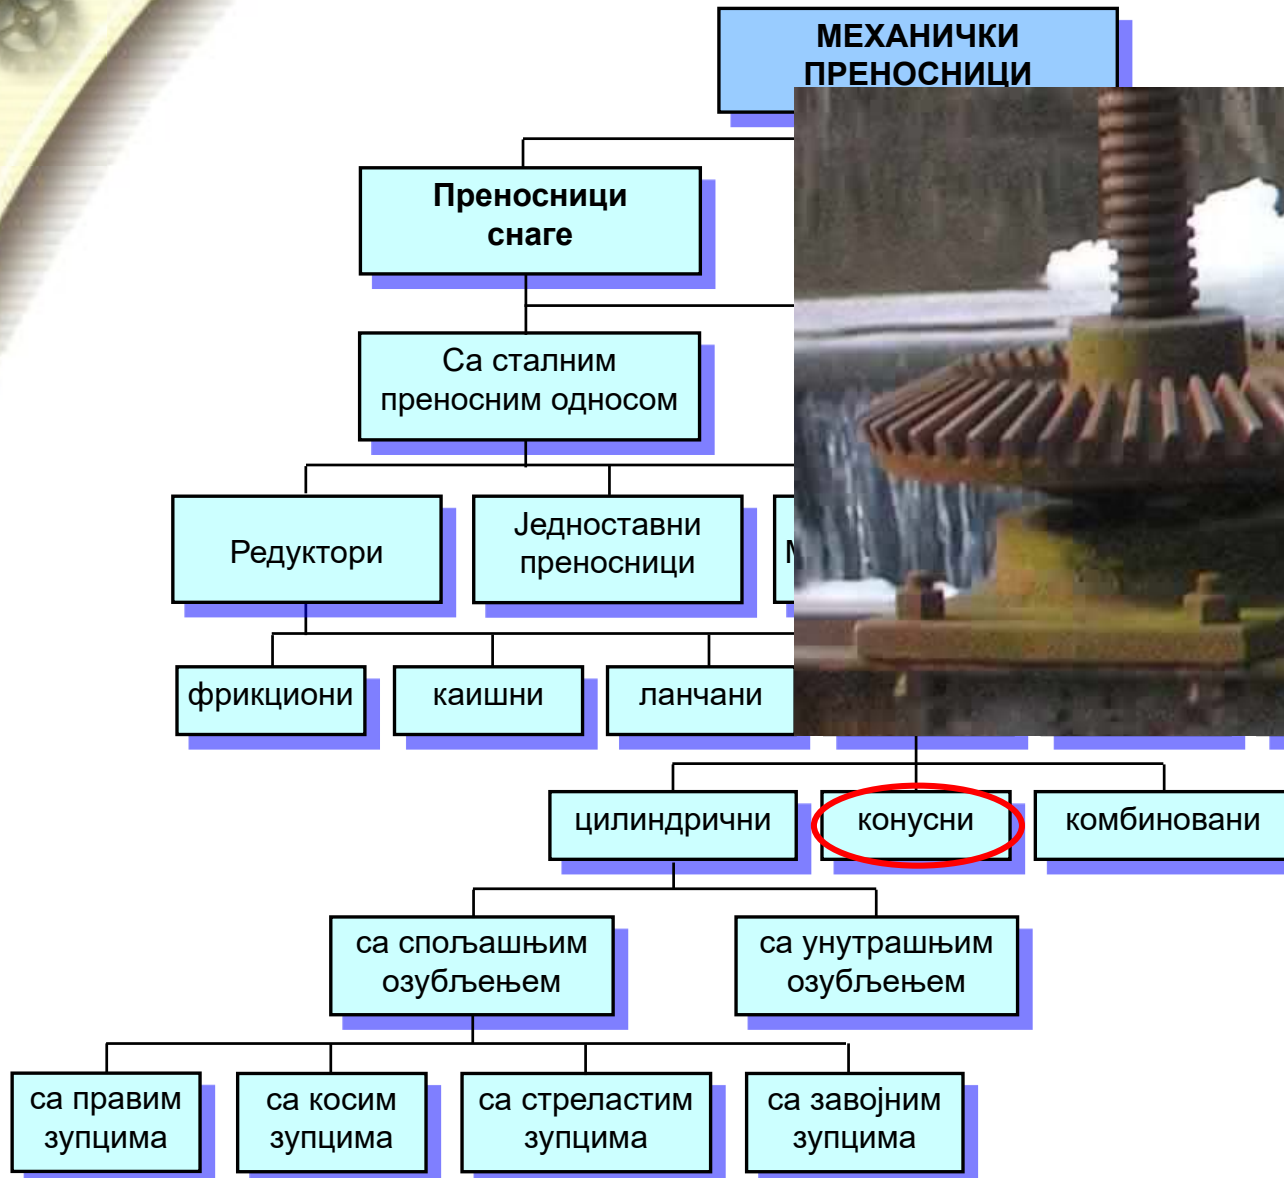 МЕХАНИЧКИ
ПРЕНОСНИЦИ
Преносници
снаге
Са сталним
преносним односом
Редуктори
Једноставни
преносници
фрикциони
каишни
ланчани
цилиндрични
конусни
комбиновани
са спољашњим
озубљењем
са унутрашњим
озубљењем
са правим
зупцима
са косим
зупцима
са стреластим
зупцима
са завојним
зупцима